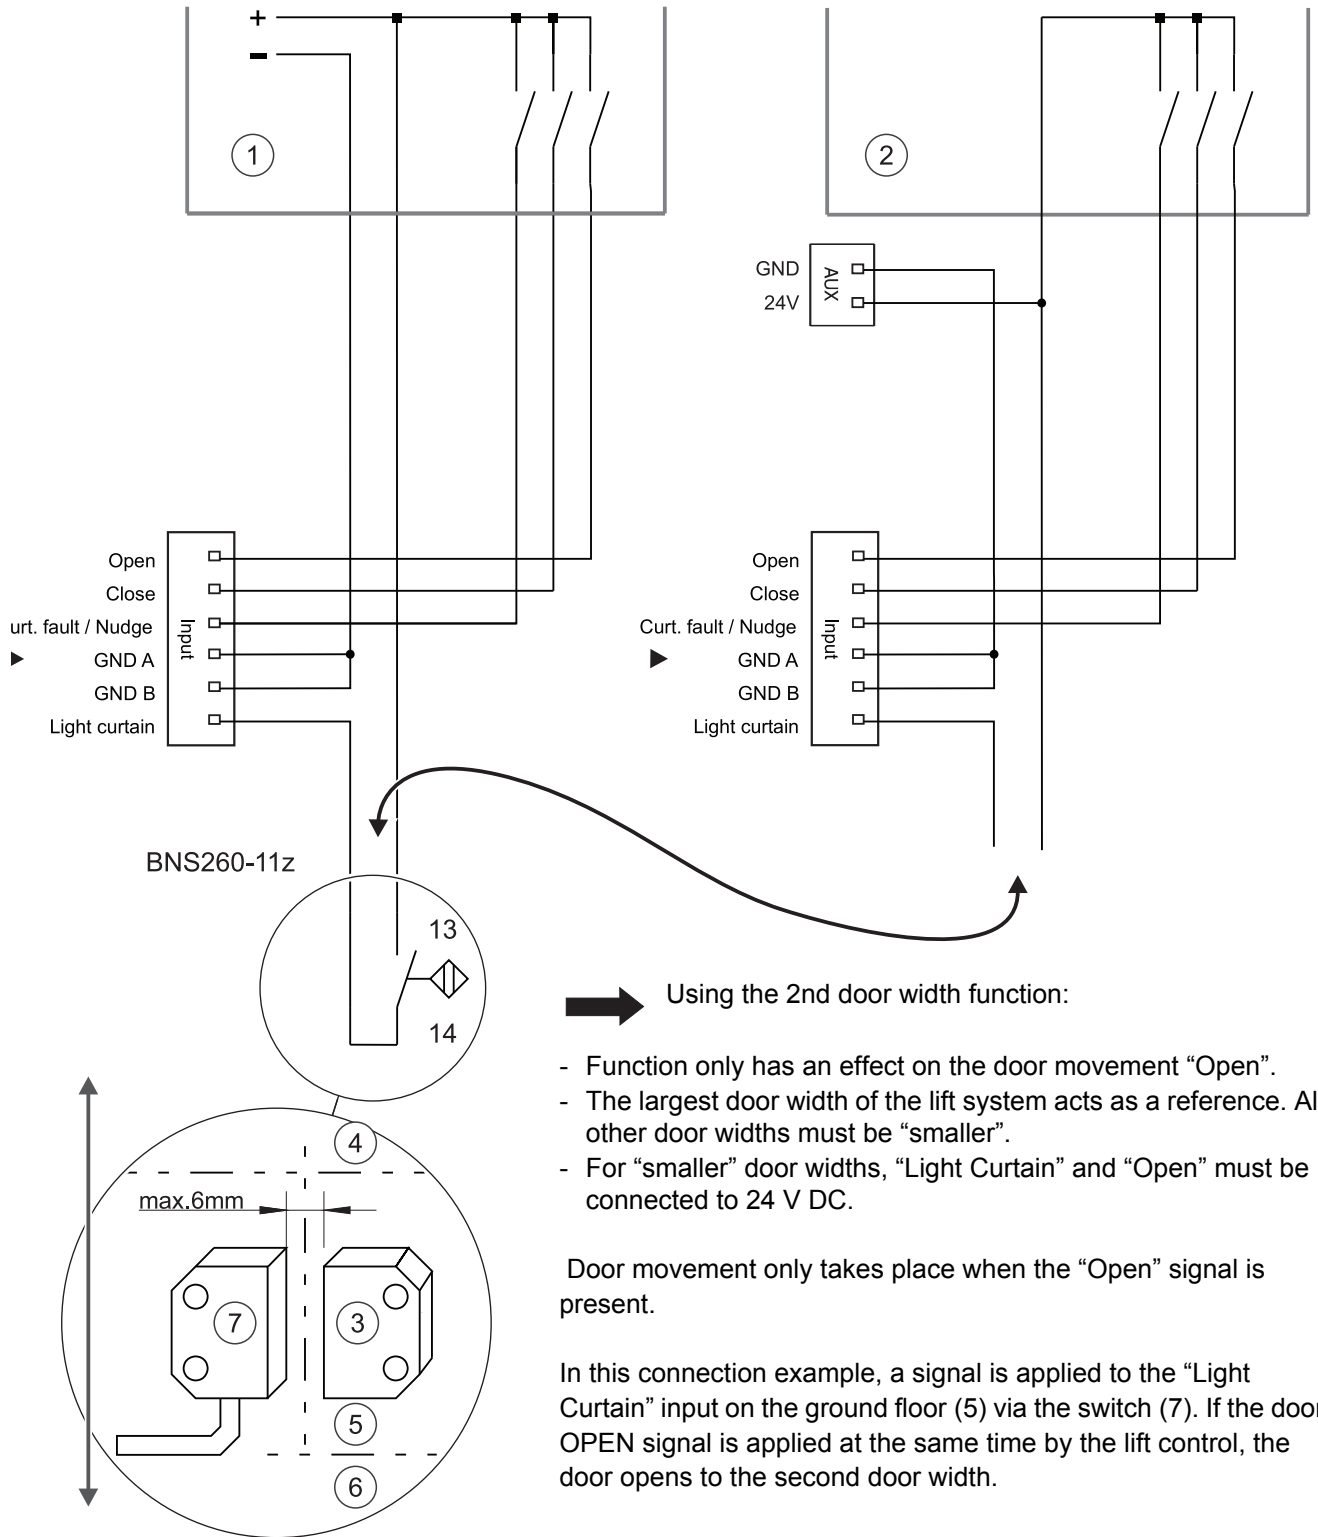 +
-
1
2
GND
24V
AUX
Open
Close
urt. fault / Nudge
GND A
GND B
Light curtain
Input
Open
Close
Curt. fault / Nudge
GND A
GND B
Light curtain
Input
BNS260-11z
13
14
4
max.6mm
7
3
5
6
Using the 2nd door width function:
- Function only has an effect on the door movement “Open”.
- The largest door width of the lift system acts as a reference. Al
other door widths must be “smaller”.
- For “smaller” door widths, “Light Curtain” and “Open” must be
connected to 24 V DC.
Door movement only takes place when the “Open” signal is
present.
In this connection example, a signal is applied to the “Light
Curtain” input on the ground floor (5) via the switch (7). If the door
OPEN signal is applied at the same time by the lift control, the
door opens to the second door width.